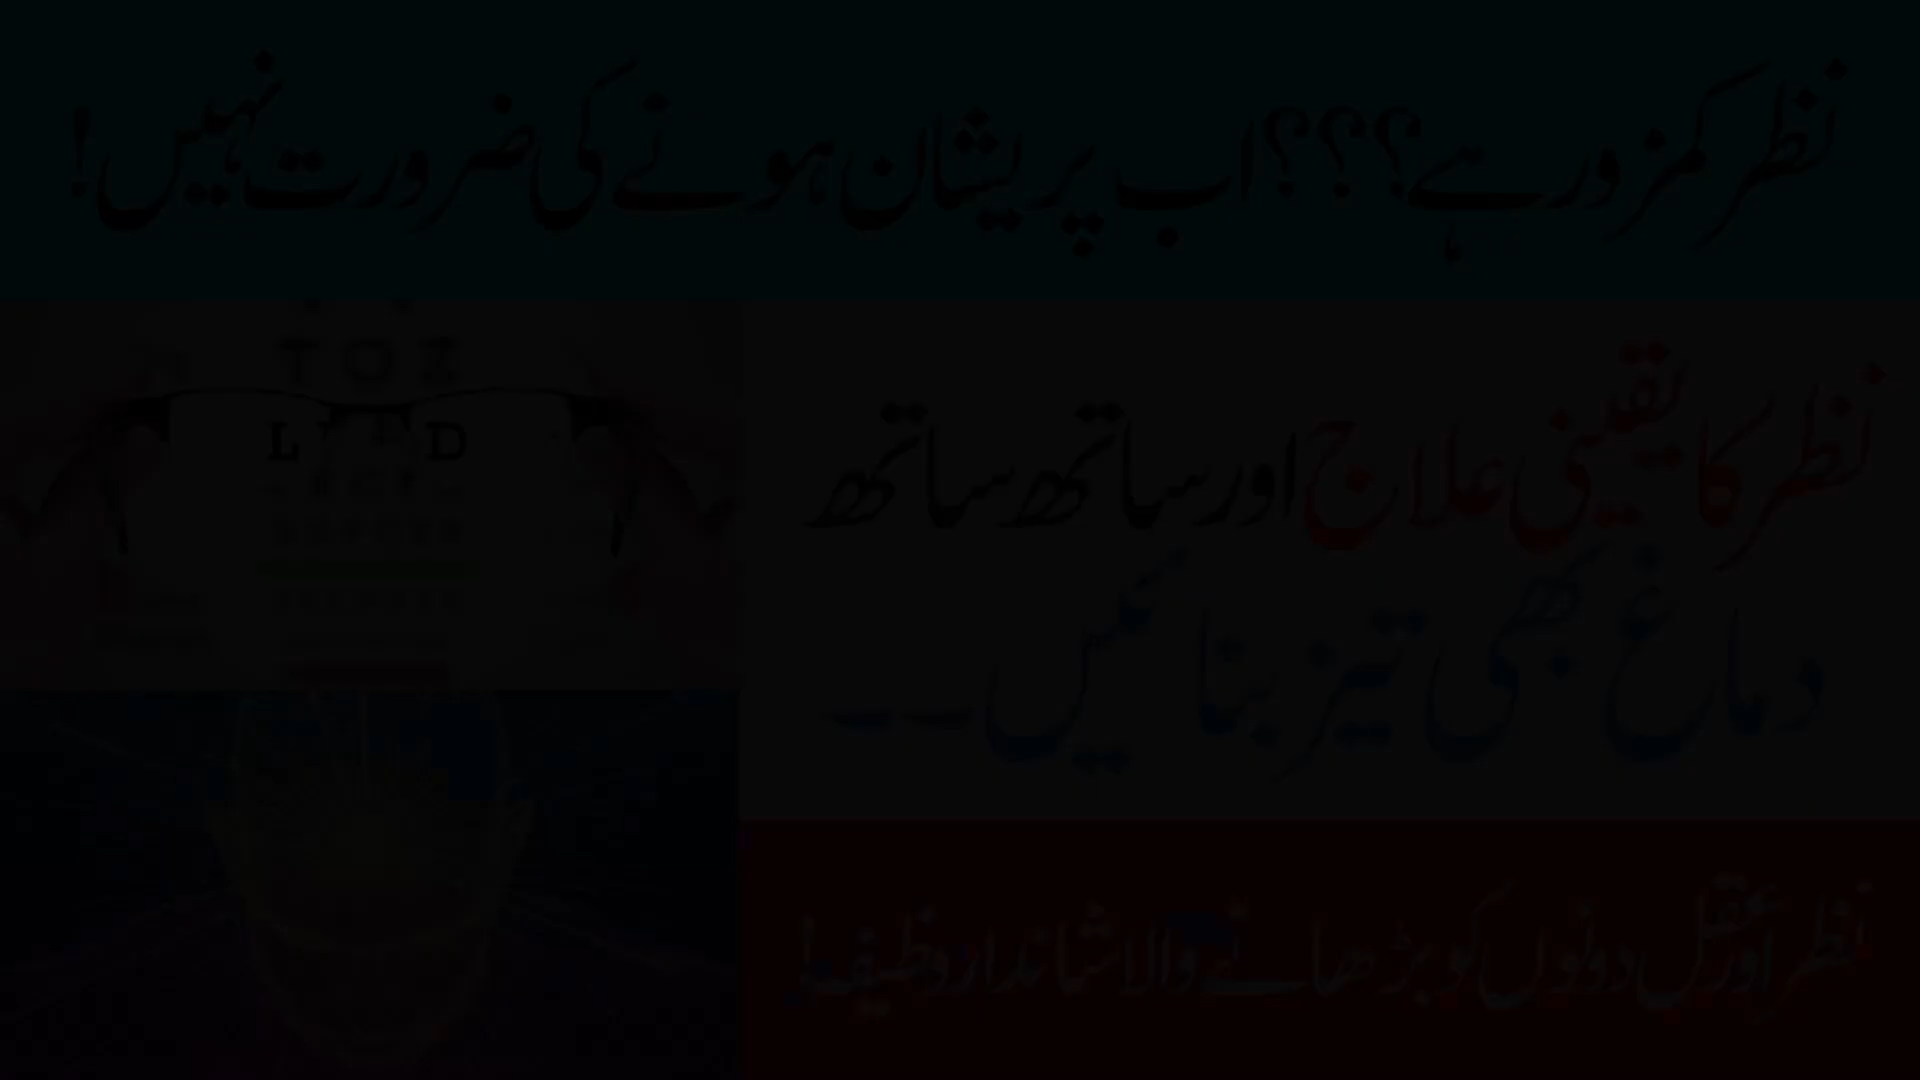 نظر کمزور ہے؟؟؟ اب پریشان ہونے کی ضرورت نہیں!
T O Z
L P E D
نظر کا یقینی علاج اور ساتھ ساتھ
دماغ بھی تیز بنائیں۔۔
نظر اور عقل دونوں کو بڑھانے والا شاندار وظیفہ!